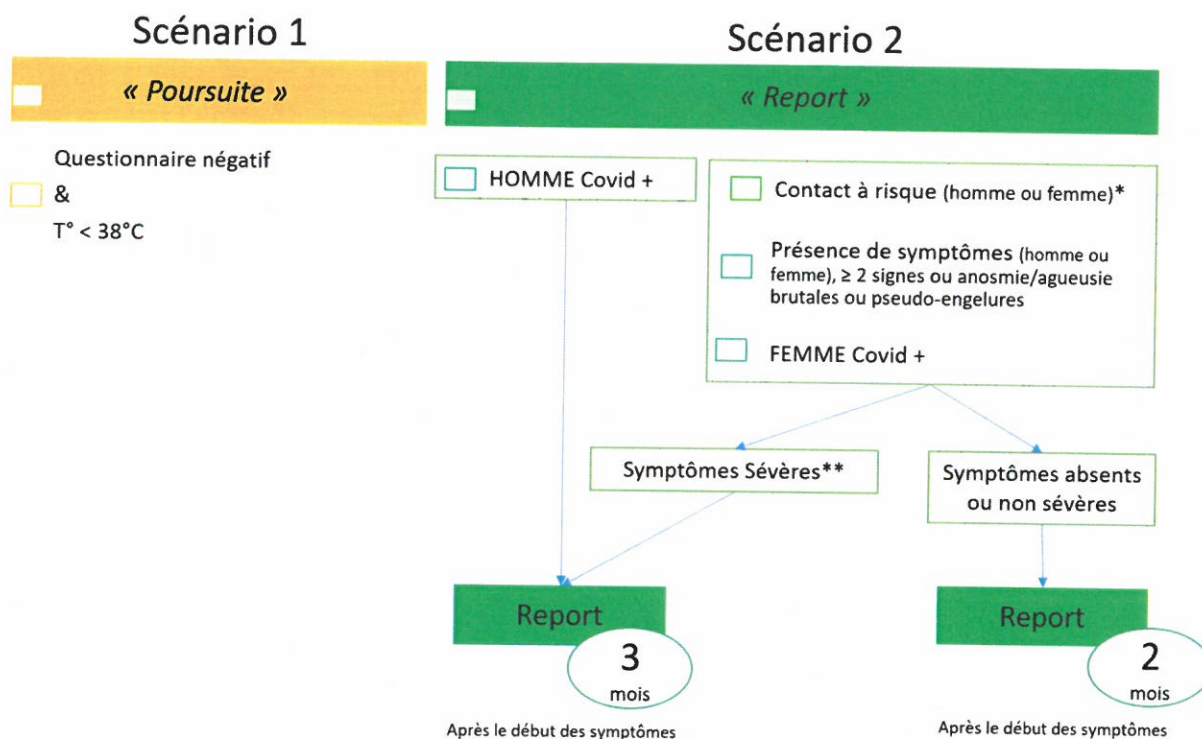 Scénario 1
« Poursuite »
Questionnaire négatif
&
T° < 38°C
Scénario 2
« Report »
HOMME Covid +
Contact à risque (homme ou femme)*
Présence de symptômes (homme ou
femme), ≥ 2 signes ou anosmie/agueusie
brutales ou pseudo-engelures
FEMME Covid +
Symptômes Sévères**
Symptômes absents
ou non sévères
Report
3
mois
Après le début des symptômes
Report
2
mois
Après le début des symptômes